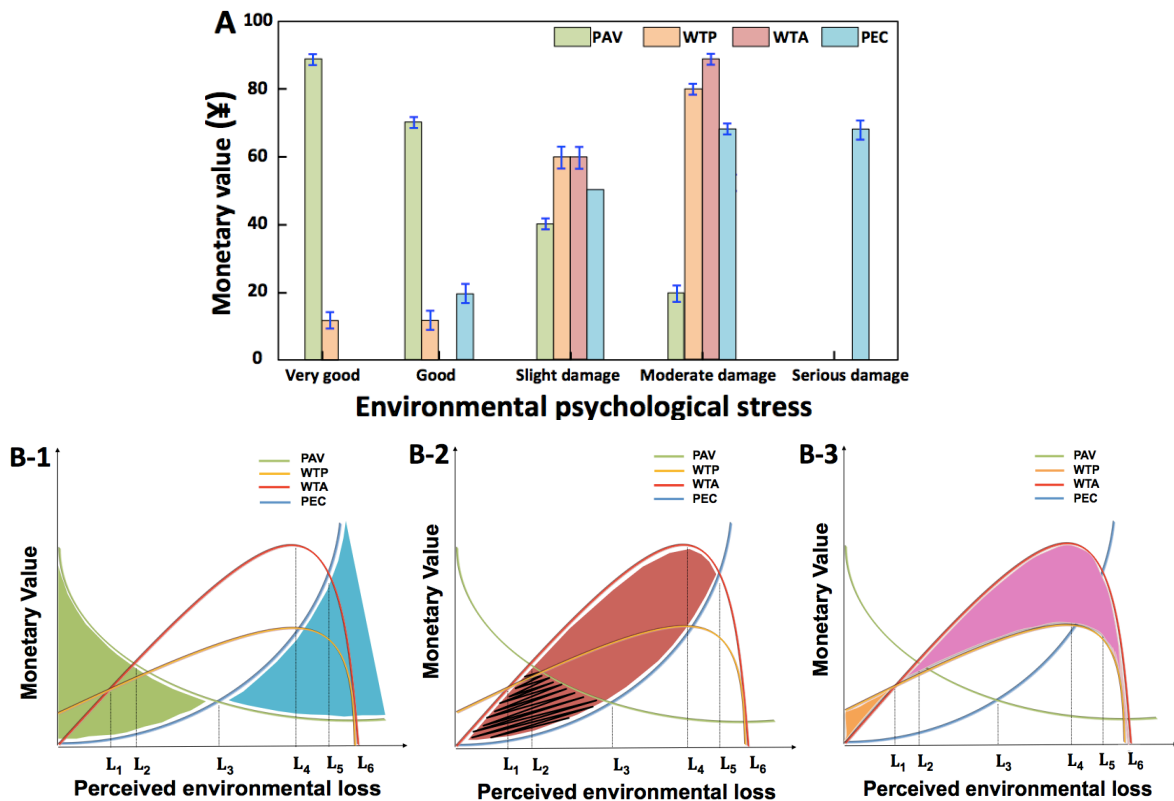 A
100
PAV WTP WTA PEC
80
60
40
20
0
Monetary value (¥)
Very good Good Slight damage Moderate damage Serious damage
Environmental psychological stress
B-1
PAV
WTP
WTA
PEC
Monetary Value
L1 L2 L3 L4 L5 L6
Perceived environmental loss
B-2
PAV
WTP
WTA
PEC
Monetary Value
L1 L2 L3 L4 L5 L6
Perceived environmental loss
B-3
PAV
WTP
WTA
PEC
Monetary Value
L1 L2 L3 L4 L5 L6
Perceived environmental loss